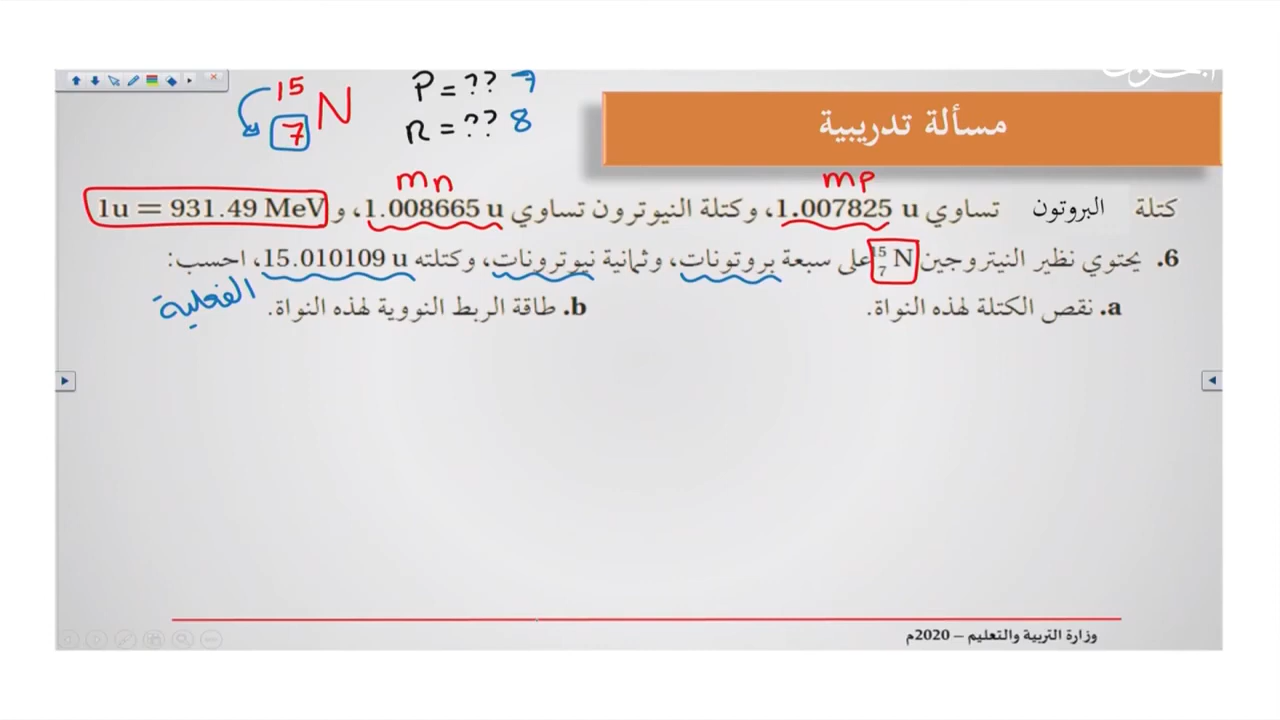 15
7 N
P = ?? 7
n = ?? 8
مسألة تدريبية
mn
mp
كتلة البروتون تساوي 1.007825 u، وكتلة النيوترون تساوي 1.008665 u، و 1u = 931.49 MeV
6. يحتوي نظير النيتروجين 15 7 N على سبعة بروتونات، وثمانية نيوترونات، وكتلته 15.010109 u، احسب:
الفعلية
a. نقص الكتلة لهذه النواة. b. طاقة الربط النووية لهذه النواة.
وزارة التربية والتعليم – 2020م